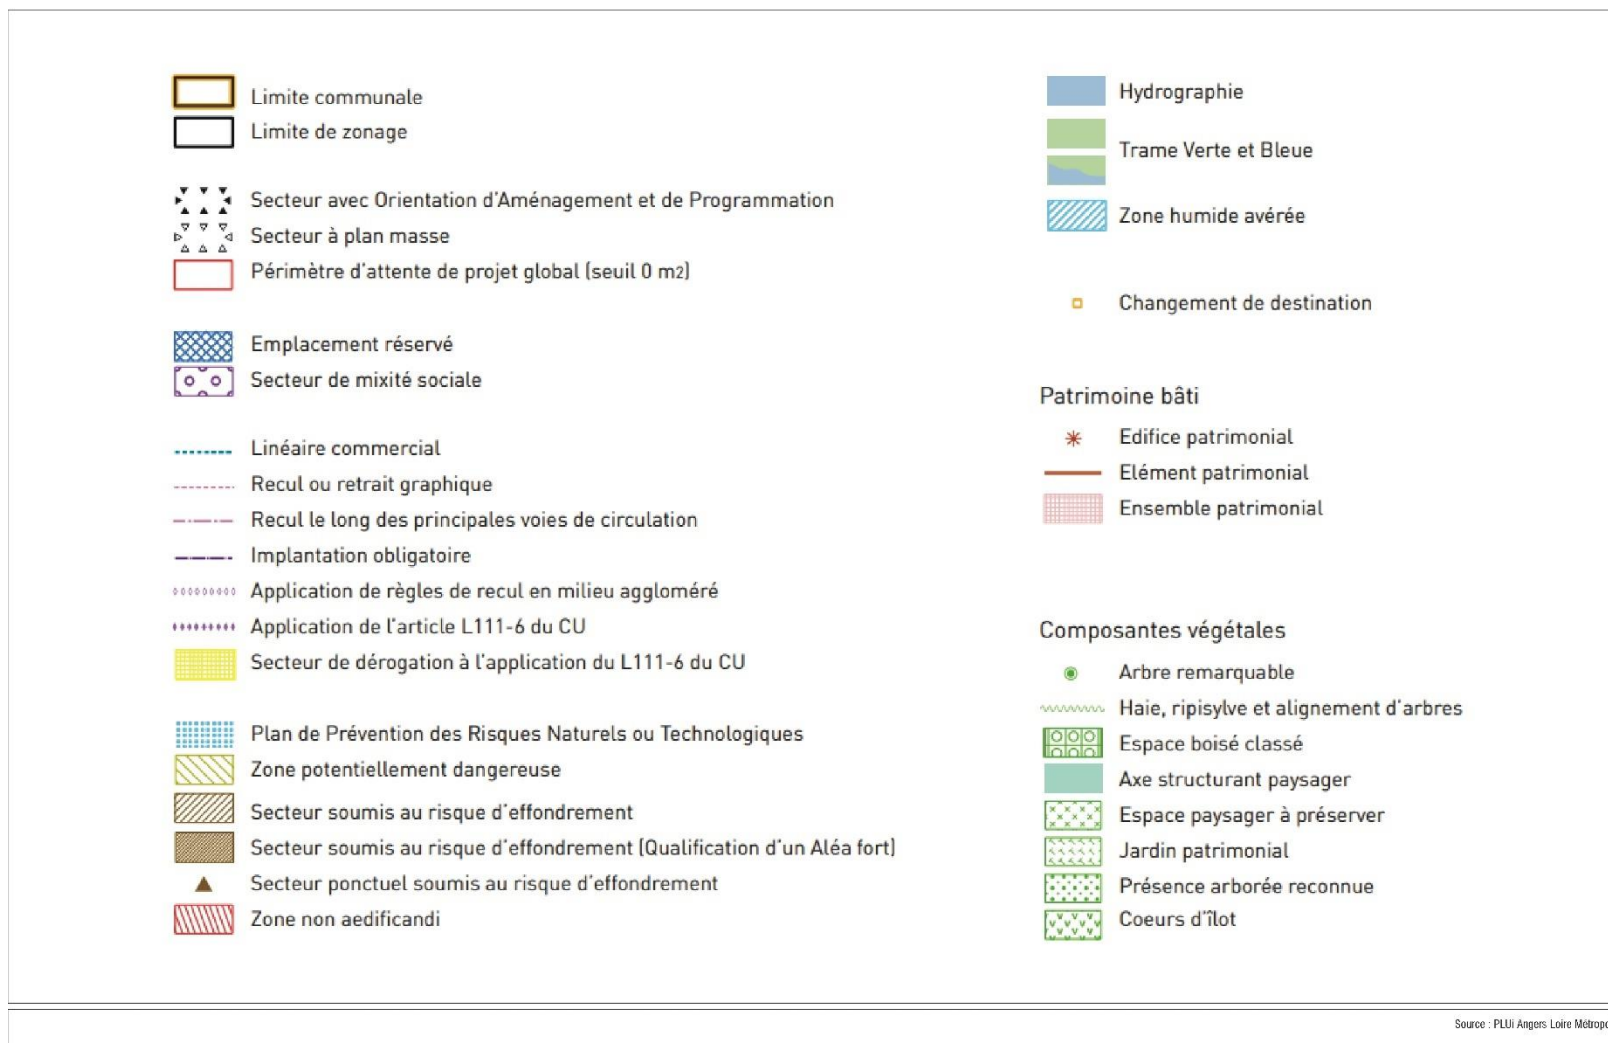 Limite communale
Limite de zonage
Secteur avec Orientation d'Aménagement et de Programmation
Secteur à plan masse
Périmètre d'attente de projet global (seuil 0 m2)
Emplacement réservé
Secteur de mixité sociale
Linéaire commercial
Recul ou retrait graphique
Recul le long des principales voies de circulation
Implantation obligatoire
Application de règles de recul en milieu aggloméré
Application de l'article L111-6 du CU
Secteur de dérogation à l'application du L111-6 du CU
Plan de Prévention des Risques Naturels ou Technologiques
Zone potentiellement dangereuse
Secteur soumis au risque d'effondrement
Secteur soumis au risque d'effondrement (Qualification d'un Aléa fort)
Secteur ponctuel soumis au risque d'effondrement
Zone non aedificandi
Hydrographie
Trame Verte et Bleue
Zone humide avérée
Changement de destination
Patrimoine bâti
Edifice patrimonial
Elément patrimonial
Ensemble patrimonial
Composantes végétales
Arbre remarquable
Haie, ripisylve et alignement d'arbres
Espace boisé classé
Axe structurant paysager
Espace paysager à préserver
Jardin patrimonial
Présence arborée reconnue
Coeurs d'îlot
Source : PLUi Angers Loire Métropo